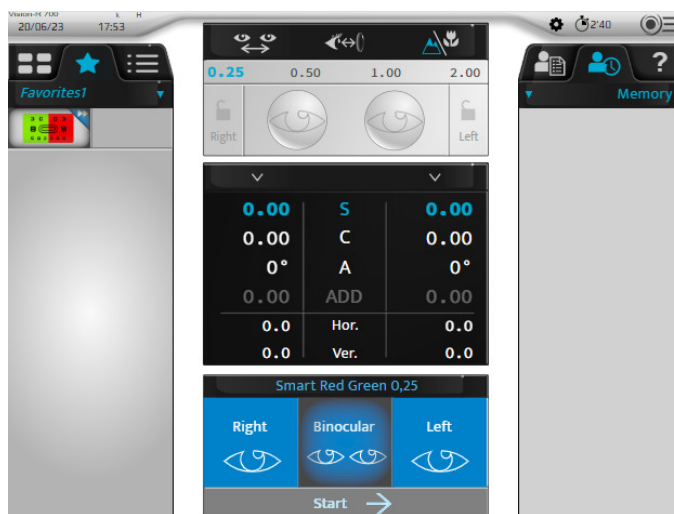 Vision-R 700
20/06/23 17:53
2'40
Favorites1
0.25 0.50 1.00 2.00
Right Left
0.00 S 0.00
0.00 C 0.00
0° A 0°
0.00 ADD 0.00
0.0 Hor. 0.0
0.0 Ver. 0.0
Smart Red Green 0,25
Right Binocular Left
Start
?
Memory